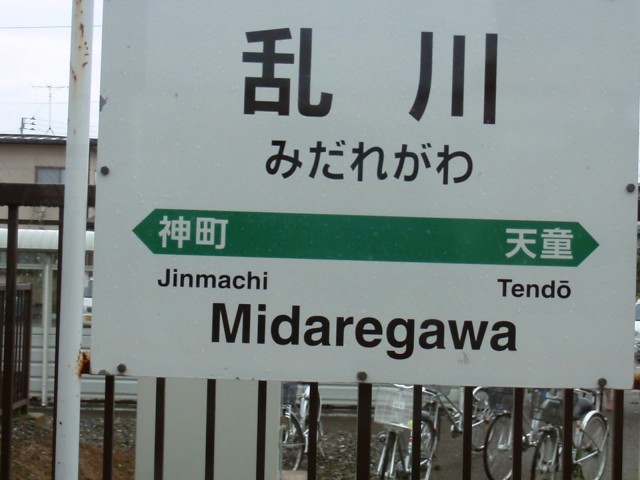 乱川
みだれがわ
神町 天童
Jinmachi Tendō
Midaregawa